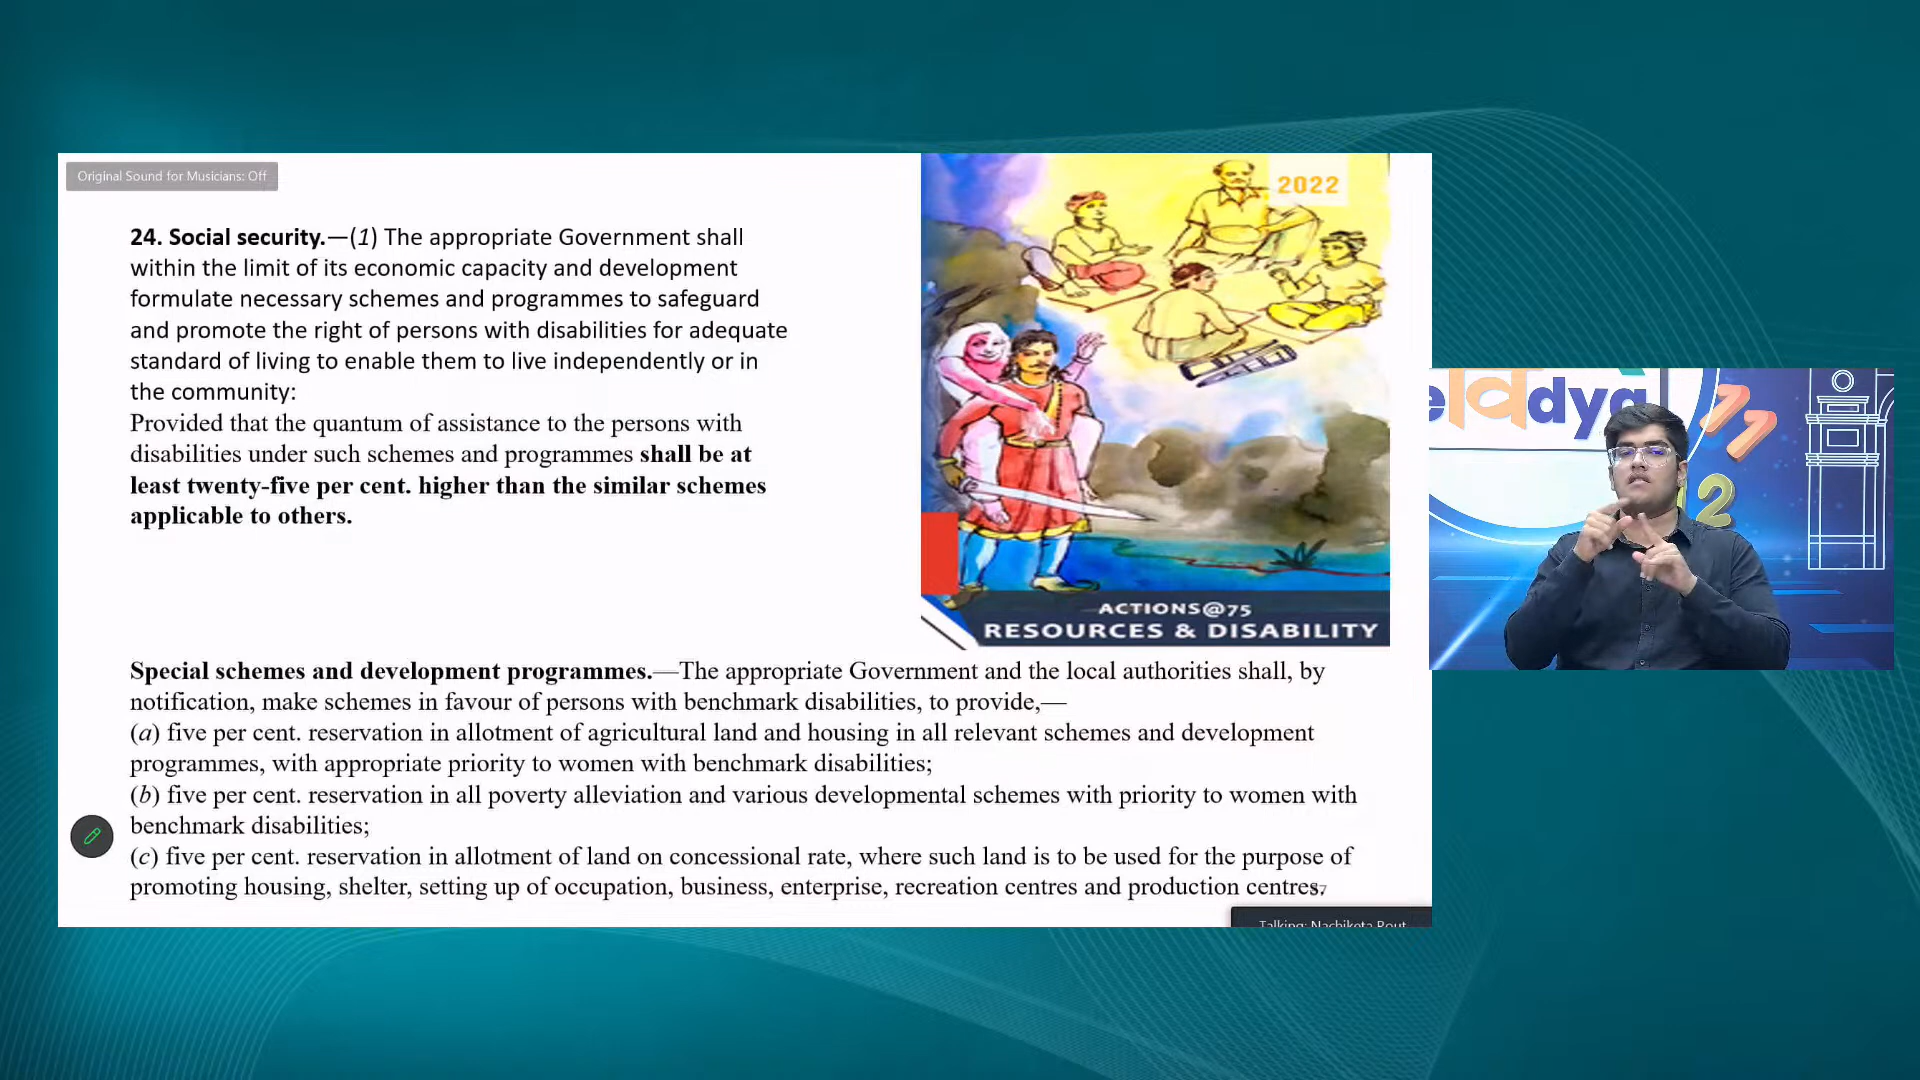 Original Sound for Musicians: Off
24. Social security.—(1) The appropriate Government shall
within the limit of its economic capacity and development
formulate necessary schemes and programmes to safeguard
and promote the right of persons with disabilities for adequate
standard of living to enable them to live independently or in
the community:
Provided that the quantum of assistance to the persons with
disabilities under such schemes and programmes shall be at
least twenty-five per cent. higher than the similar schemes
applicable to others.
2022
ACTIONS@75
RESOURCES & DISABILITY
Special schemes and development programmes.—The appropriate Government and the local authorities shall, by
notification, make schemes in favour of persons with benchmark disabilities, to provide,—
(a) five per cent. reservation in allotment of agricultural land and housing in all relevant schemes and development
programmes, with appropriate priority to women with benchmark disabilities;
(b) five per cent. reservation in all poverty alleviation and various developmental schemes with priority to women with
benchmark disabilities;
(c) five per cent. reservation in allotment of land on concessional rate, where such land is to be used for the purpose of
promoting housing, shelter, setting up of occupation, business, enterprise, recreation centres and production centres.
Talking: Nachiketa Rout
eविdya
12